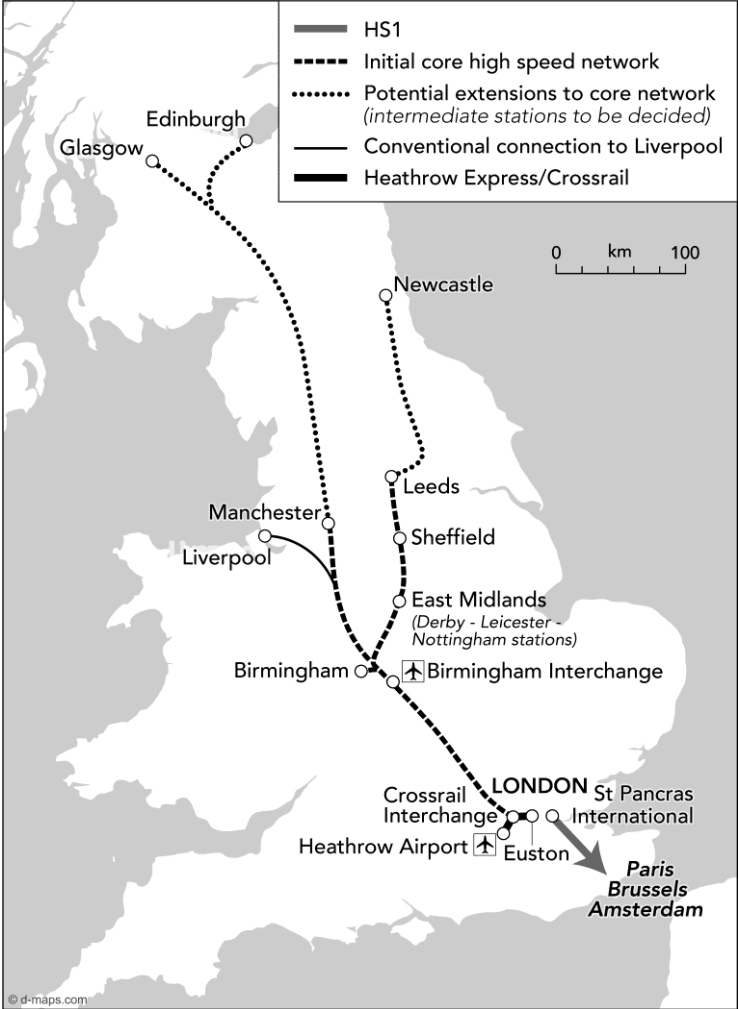 HS1
Initial core high speed network
Potential extensions to core network
(intermediate stations to be decided)
Conventional connection to Liverpool
Heathrow Express/Crossrail
Edinburgh
Glasgow
0 km 100
Newcastle
Leeds
Manchester
Sheffield
Liverpool
East Midlands
(Derby - Leicester -
Nottingham stations)
Birmingham
Birmingham Interchange
LONDON
Crossrail
Interchange
St Pancras
International
Heathrow Airport
Euston
Paris
Brussels
Amsterdam
© d-maps.com